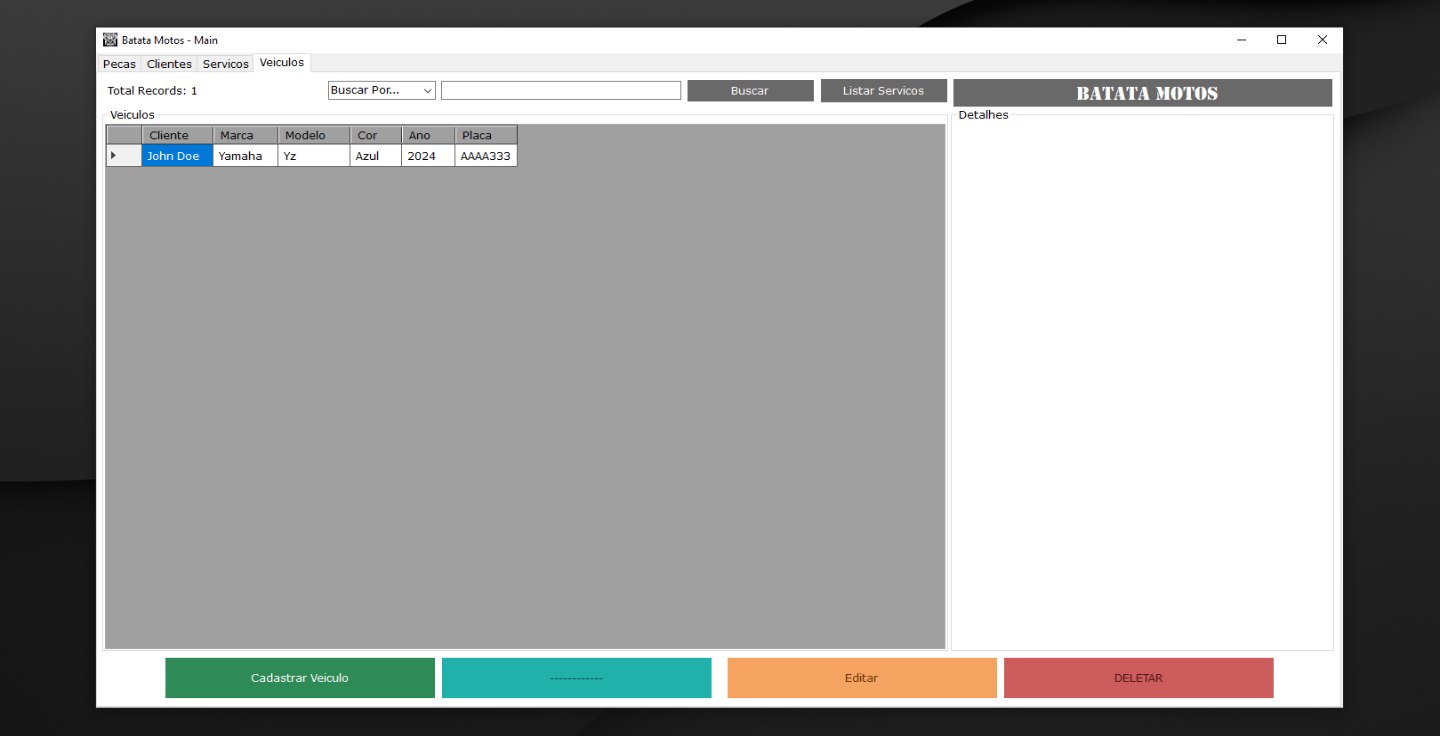 Batata Motos - Main
Pecas Clientes Servicos Veiculos
Total Records: 1 Buscar Por... Buscar Listar Servicos BATATA MOTOS
Veiculos Detalhes
Cliente Marca Modelo Cor Ano Placa
John Doe Yamaha Yz Azul 2024 AAAA333
Cadastrar Veiculo ------------ Editar DELETAR